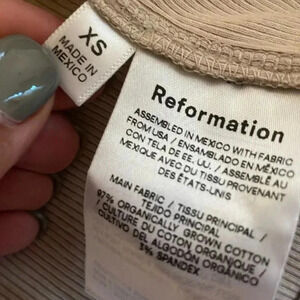 XS
MADE IN
MEXICO
Reformation
ASSEMBLED IN MEXICO WITH FABRIC
FROM USA / ENSAMBLADO EN MÉXICO
CON TELA DE EE. UU. / ASSEMBLÉ AU
MEXIQUE AVEC DU TISSU PROVENANT
DES ÉTATS-UNIS
MAIN FABRIC / TISSU PRINCIPAL /
TEJIDO PRINCIPAL
97% ORGANICALLY GROWN COTTON
/ CULTURE DU COTON ORGANIQUE /
CULTIVO DEL ALGODÓN ORGÁNICO
3% SPANDEX